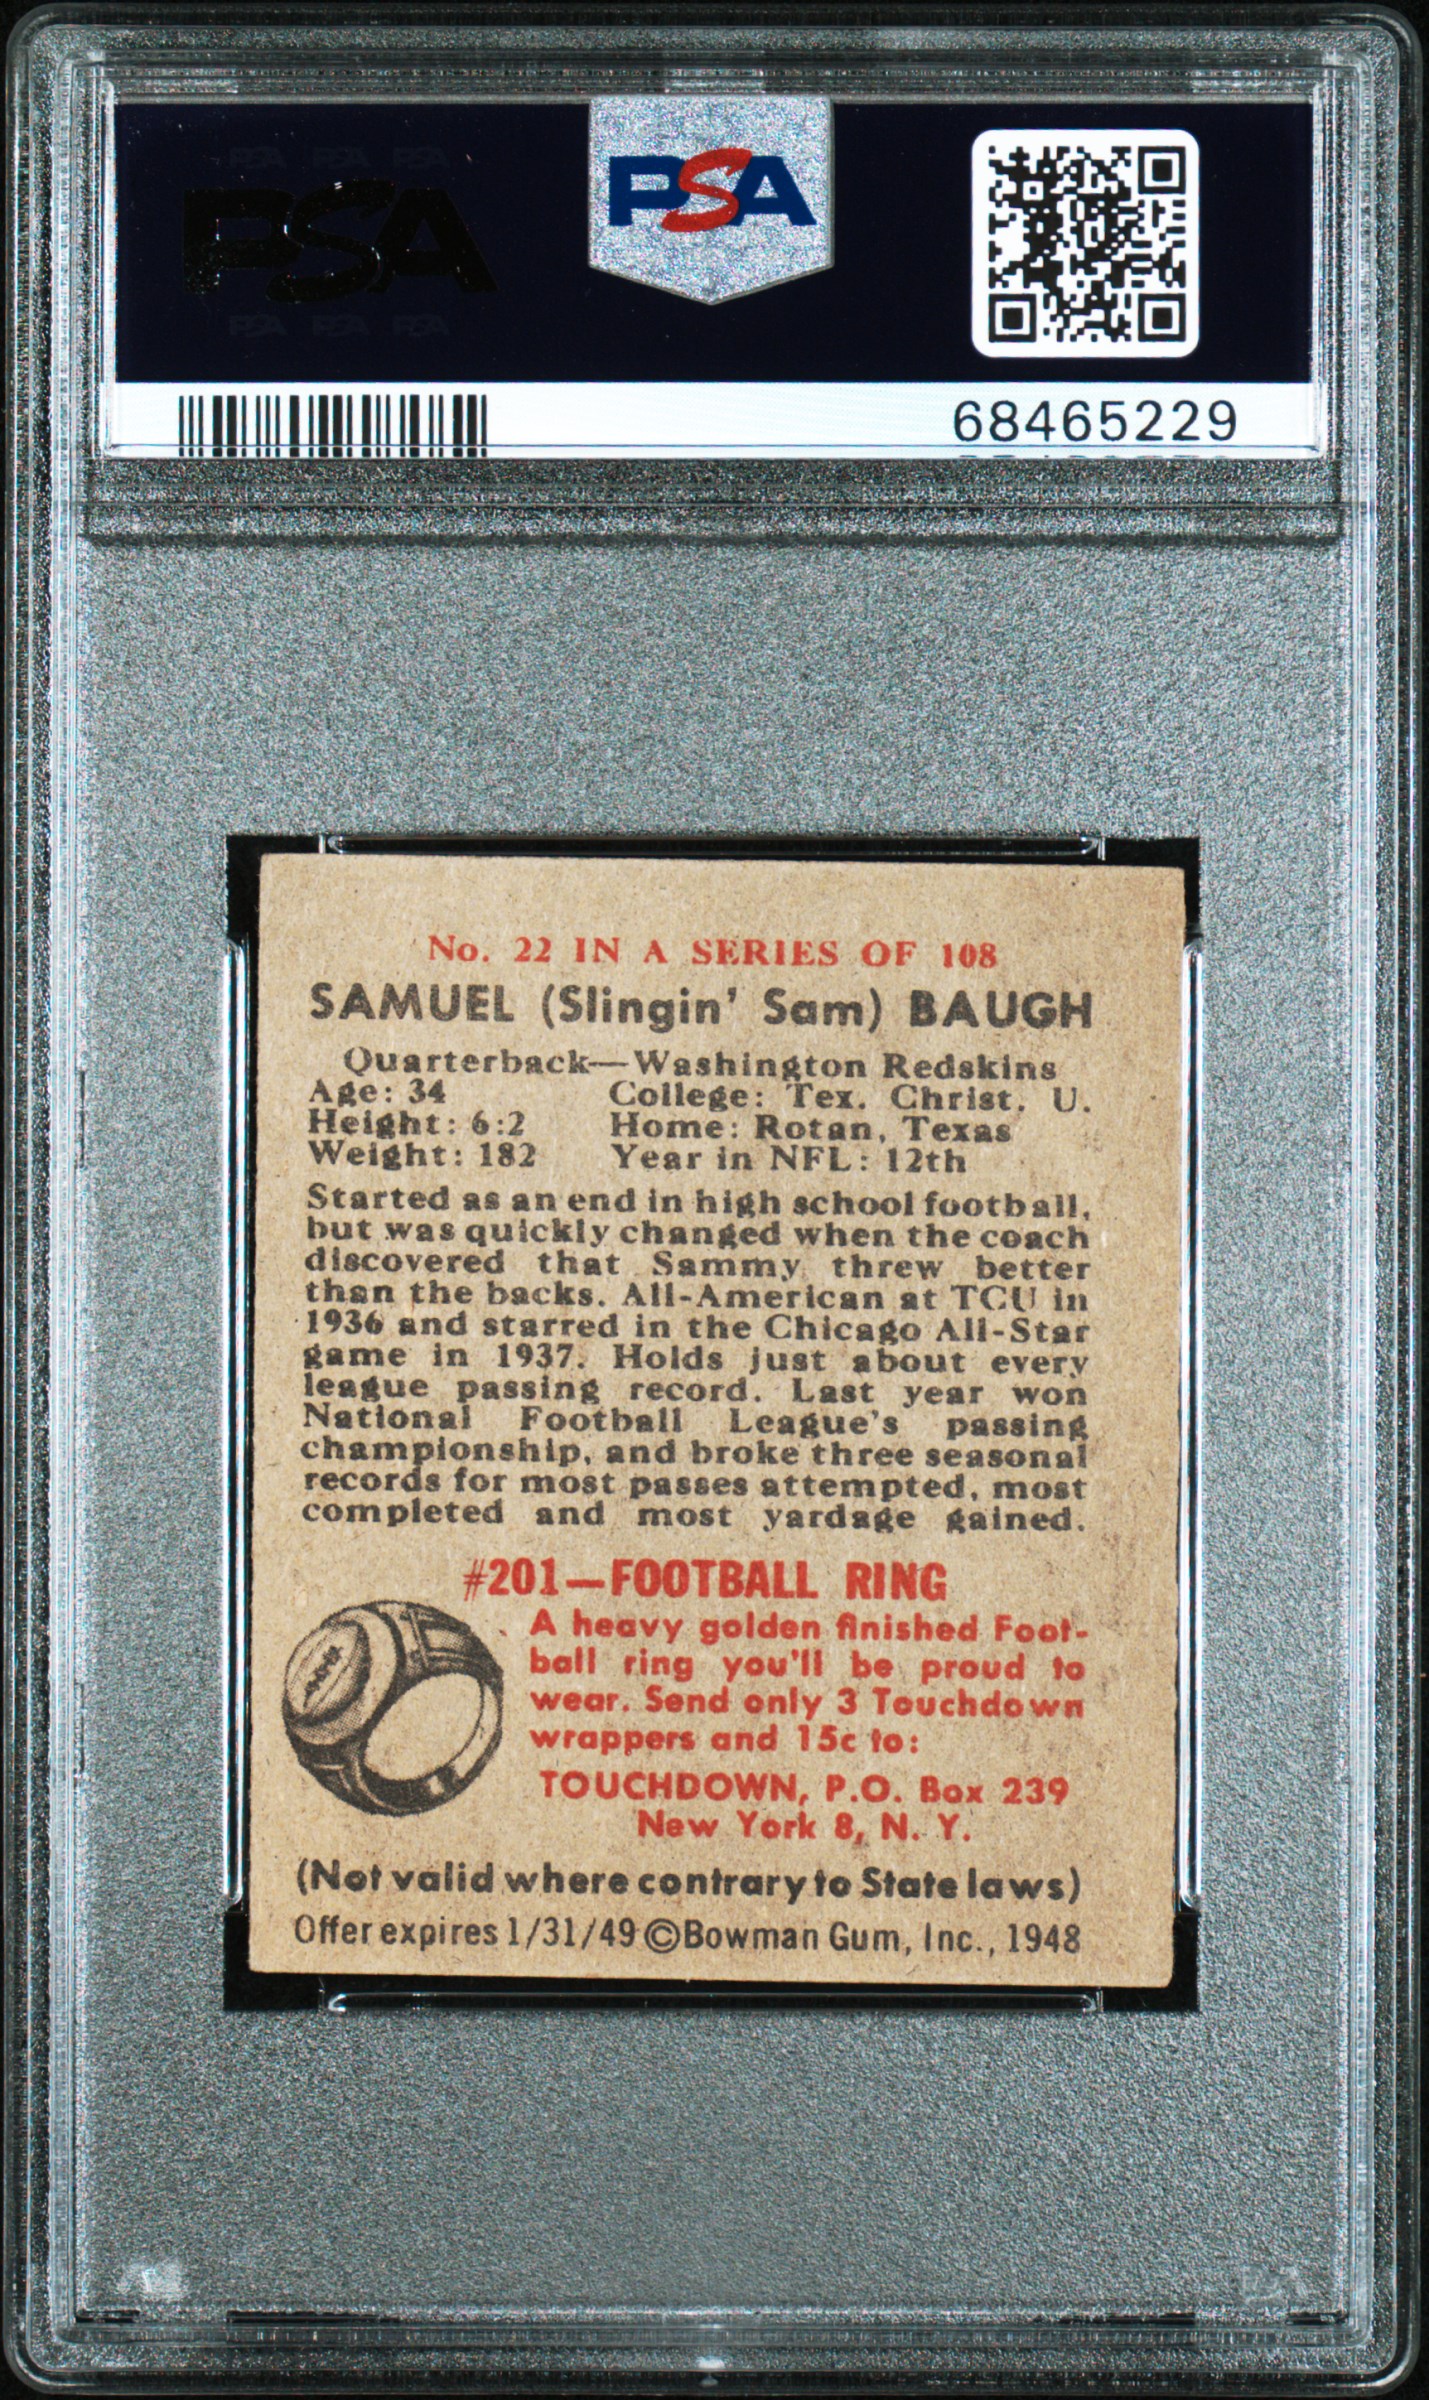 PSA PSA PSA
PSA
PSA PSA PSA
PSA
68465229
No. 22 IN A SERIES OF 108
SAMUEL (Slingin' Sam) BAUGH
Quarterback—Washington Redskins
Age: 34 College: Tex. Christ. U.
Height: 6:2 Home: Rotan, Texas
Weight: 182 Year in NFL: 12th
Started as an end in high school football,
but was quickly changed when the coach
discovered that Sammy threw better
than the backs. All-American at TCU in
1936 and starred in the Chicago All-Star
game in 1937. Holds just about every
league passing record. Last year won
National Football League's passing
championship, and broke three seasonal
records for most passes attempted, most
completed and most yardage gained.
#201—FOOTBALL RING
A heavy golden finished Foot-
ball ring you'll be proud to
wear. Send only 3 Touchdown
wrappers and 15c to:
TOUCHDOWN, P.O. Box 239
New York 8, N. Y.
(Not valid where contrary to State laws)
Offer expires 1/31/49 ©Bowman Gum, Inc., 1948